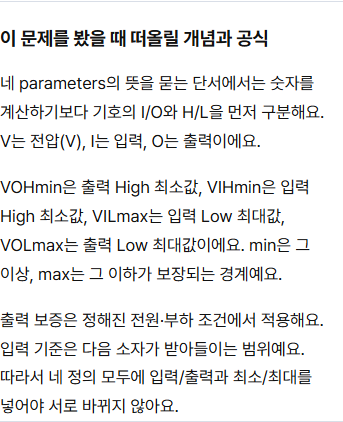 이 문제를 봤을 때 떠올릴 개념과 공식
네 parameters의 뜻을 묻는 단서에서는 숫자를
계산하기보다 기호의 I/O와 H/L을 먼저 구분해요.
V는 전압(V), I는 입력, O는 출력이에요.
VOHmin은 출력 High 최소값, VIHmin은 입력
High 최소값, VILmax는 입력 Low 최대값,
VOLmax는 출력 Low 최대값이에요. min은 그
이상, max는 그 이하가 보장되는 경계예요.
출력 보증은 정해진 전원·부하 조건에서 적용해요.
입력 기준은 다음 소자가 받아들이는 범위예요.
따라서 네 정의 모두에 입력/출력과 최소/최대를
넣어야 서로 바뀌지 않아요.